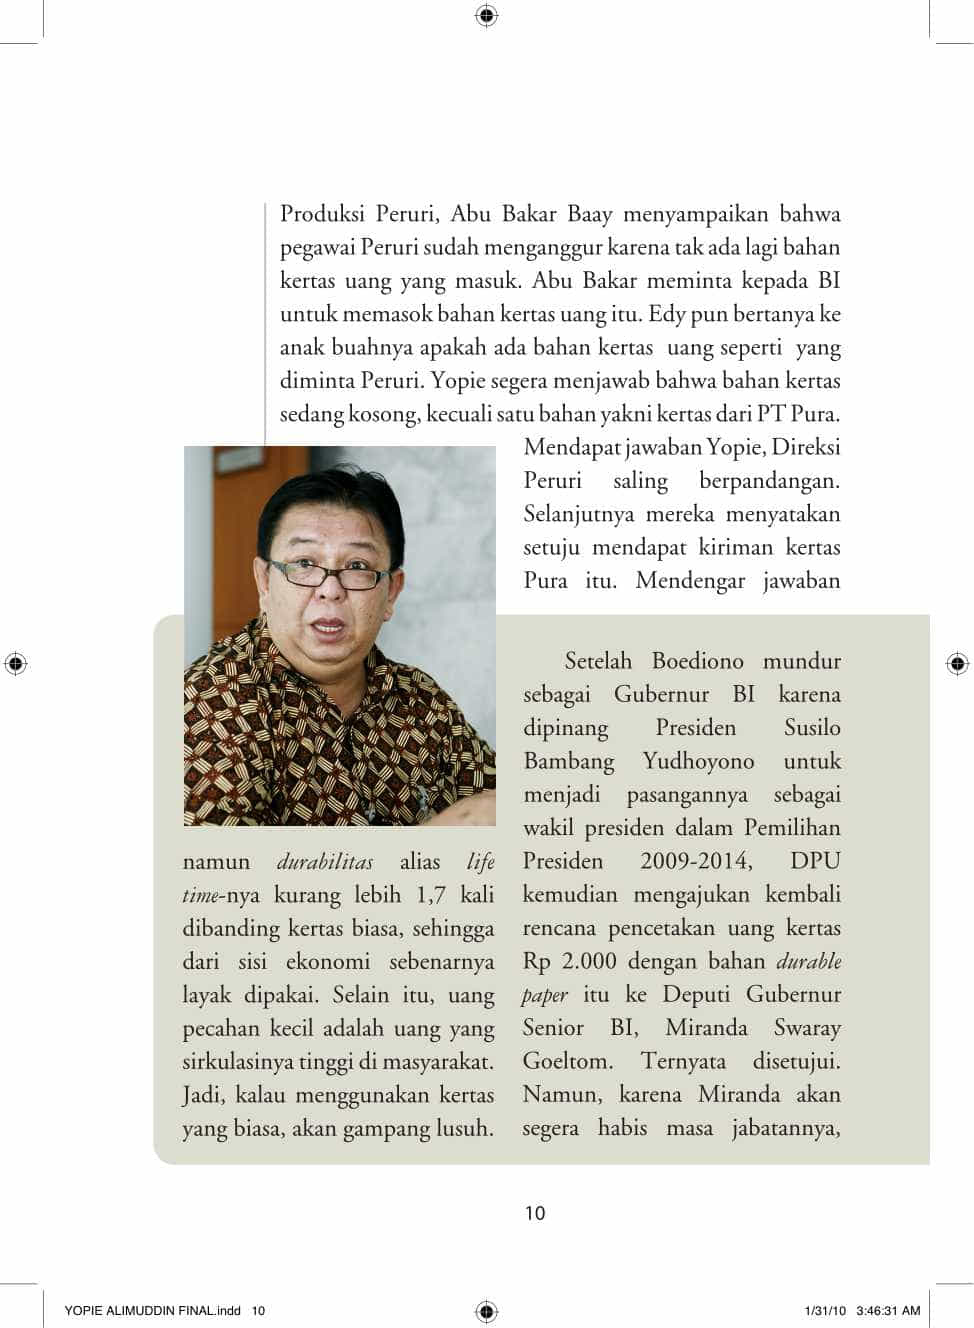 Produksi Peruri, Abu Bakar Baay menyampaikan bahwa
pegawai Peruri sudah menganggur karena tak ada lagi bahan
kertas uang yang masuk. Abu Bakar meminta kepada BI
untuk memasok bahan kertas uang itu. Edy pun bertanya ke
anak buahnya apakah ada bahan kertas uang seperti yang
diminta Peruri. Yopie segera menjawab bahwa bahan kertas
sedang kosong, kecuali satu bahan yakni kertas dari PT Pura.
Mendapat jawaban Yopie, Direksi
Peruri saling berpandangan.
Selanjutnya mereka menyatakan
setuju mendapat kiriman kertas
Pura itu. Mendengar jawaban
namun durabilitas alias life
time-nya kurang lebih 1,7 kali
dibanding kertas biasa, sehingga
dari sisi ekonomi sebenarnya
layak dipakai. Selain itu, uang
pecahan kecil adalah uang yang
sirkulasinya tinggi di masyarakat.
Jadi, kalau menggunakan kertas
yang biasa, akan gampang lusuh.
Setelah Boediono mundur
sebagai Gubernur BI karena
dipinang Presiden Susilo
Bambang Yudhoyono untuk
menjadi pasangannya sebagai
wakil presiden dalam Pemilihan
Presiden 2009-2014, DPU
kemudian mengajukan kembali
rencana pencetakan uang kertas
Rp 2.000 dengan bahan durable
paper itu ke Deputi Gubernur
Senior BI, Miranda Swaray
Goeltom. Ternyata disetujui.
Namun, karena Miranda akan
segera habis masa jabatannya,
10
YOPIE ALIMUDDIN FINAL.indd 10
1/31/10 3:46:31 AM